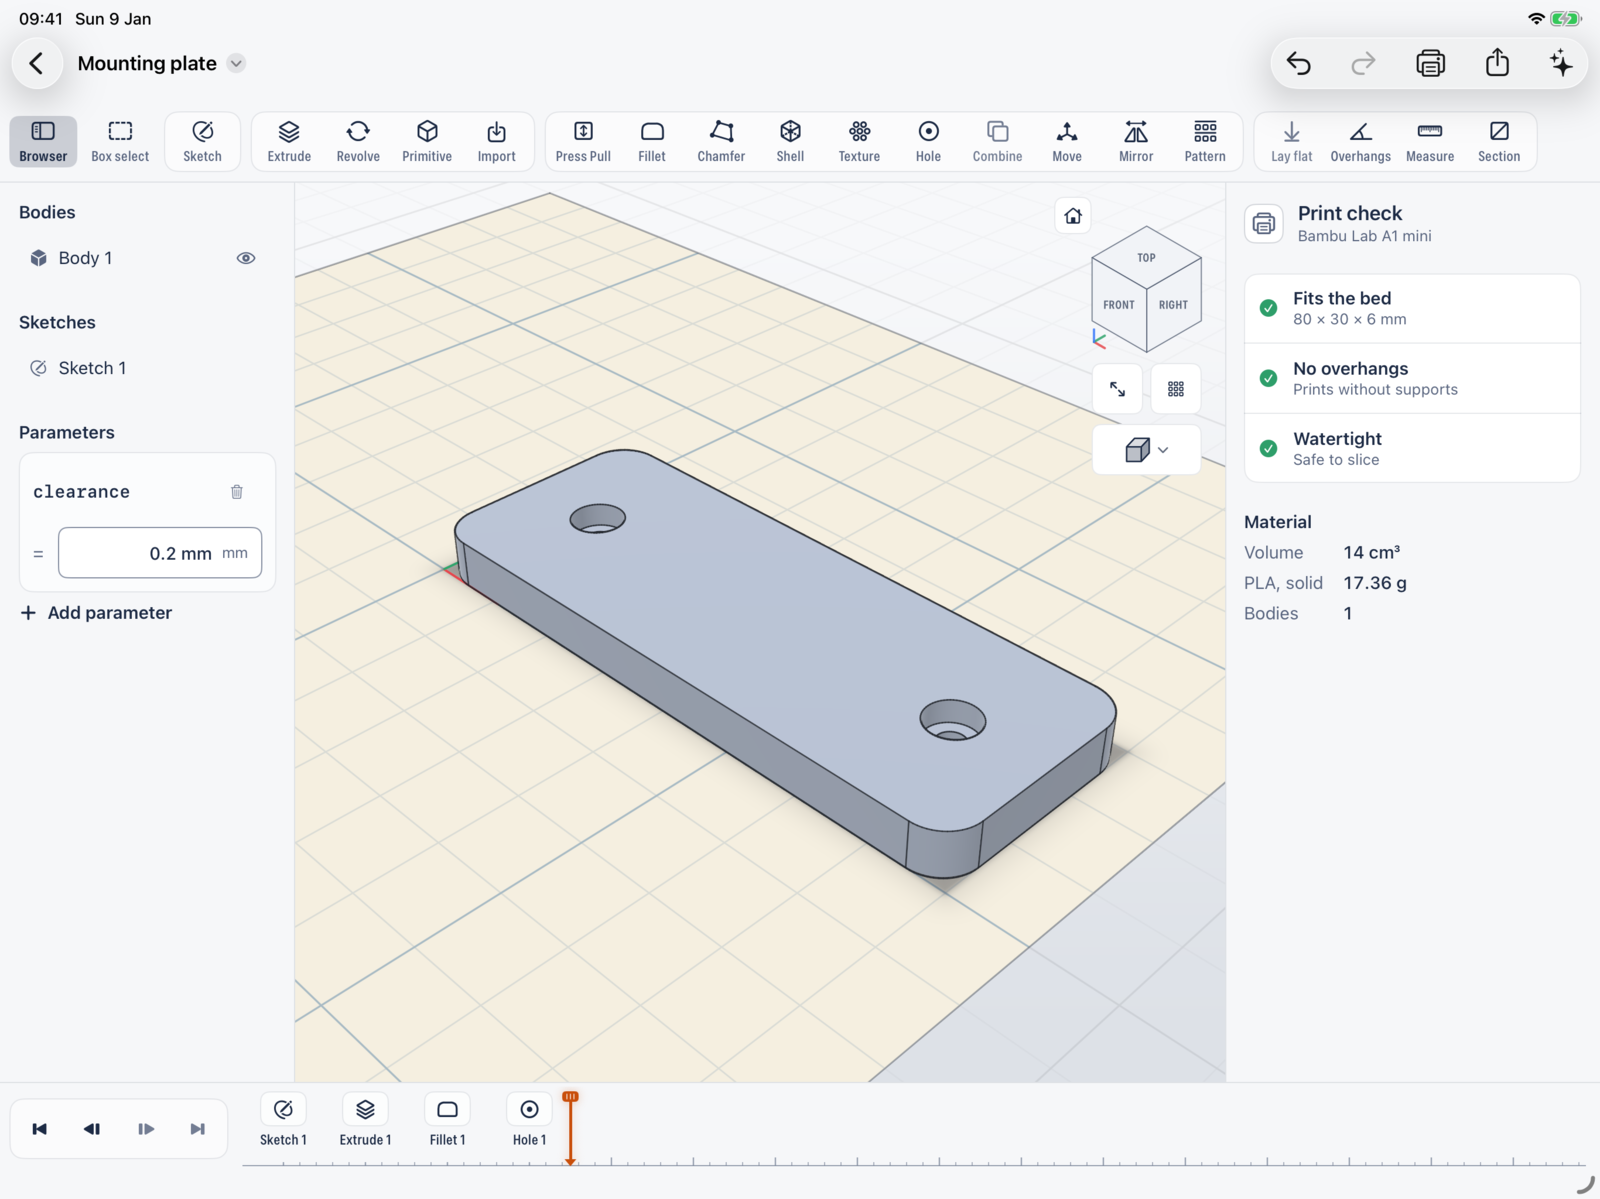 09:41 Sun 9 Jan
Mounting plate
Browser
Box select
Sketch
Extrude
Revolve
Primitive
Import
Press Pull
Fillet
Chamfer
Shell
Texture
Hole
Combine
Move
Mirror
Pattern
Lay flat
Overhangs
Measure
Section
Bodies
Body 1
Sketches
Sketch 1
Parameters
clearance
= 0.2 mm mm
+ Add parameter
TOP
FRONT
RIGHT
Print check
Bambu Lab A1 mini
Fits the bed
80 × 30 × 6 mm
No overhangs
Prints without supports
Watertight
Safe to slice
Material
Volume 14 cm³
PLA, solid 17.36 g
Bodies 1
Sketch 1
Extrude 1
Fillet 1
Hole 1